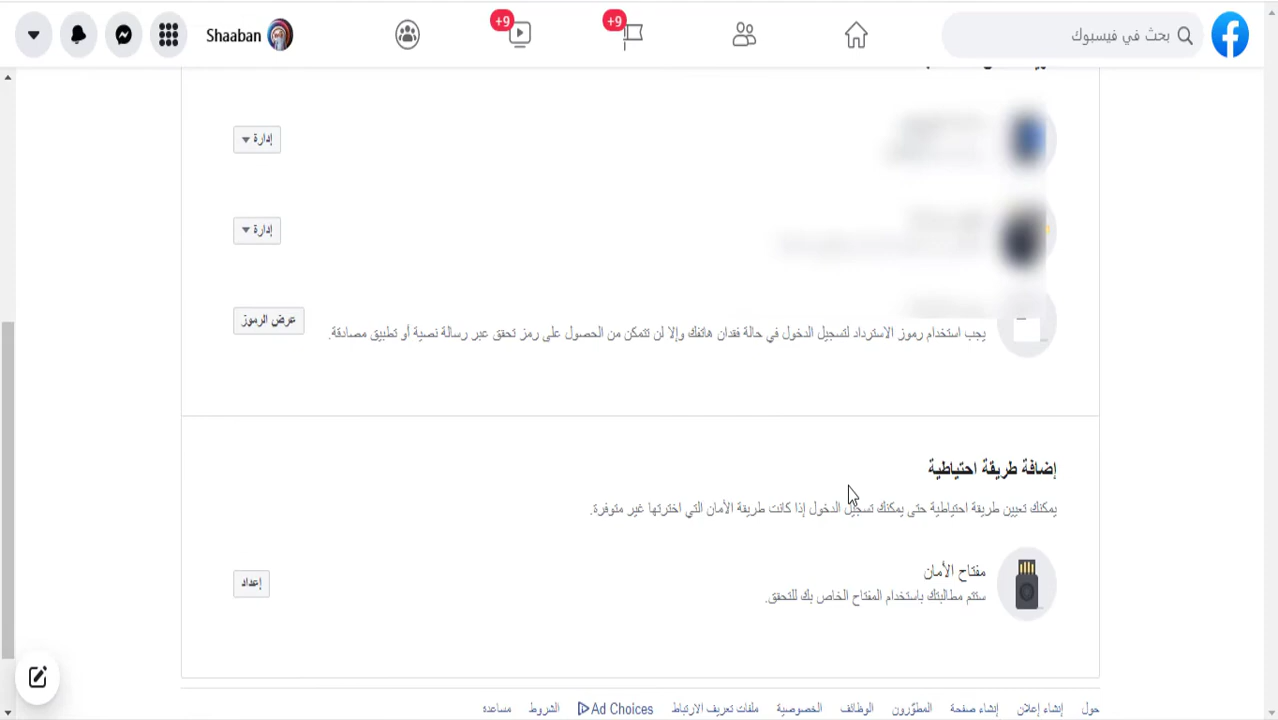 بحث في فيسبوك
+9
+9
Shaaban
إدارة
إدارة
يجب استخدام رموز الاسترداد لتسجيل الدخول في حالة فقدان هاتفك وإلا لن تتمكن من الحصول على رمز تحقق عبر رسالة نصية أو تطبيق مصادقة.
عرض الرموز
إضافة طريقة احتياطية
يمكنك تعيين طريقة احتياطية حتى يمكنك تسجيل الدخول إذا كانت طريقة الأمان التي اخترتها غير متوفرة.
مفتاح الأمان
ستتم مطالبتك باستخدام المفتاح الخاص بك للتحقق.
إعداد
حول إنشاء إعلان إنشاء صفحة المطوّرون الوظائف الخصوصية ملفات تعريف الارتباط Ad Choices الشروط مساعدة